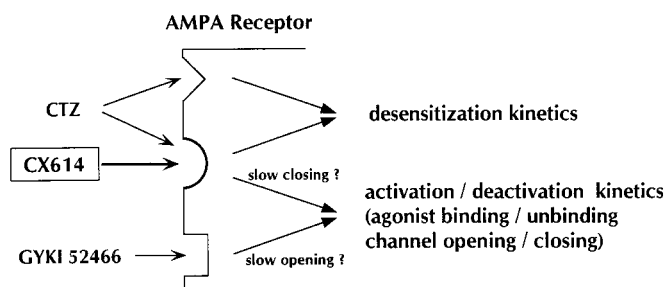 AMPA Receptor
CTZ
desensitization kinetics
CX614
slow closing ?
activation / deactivation kinetics
(agonist binding / unbinding
channel opening / closing)
GYKI 52466
slow opening ?